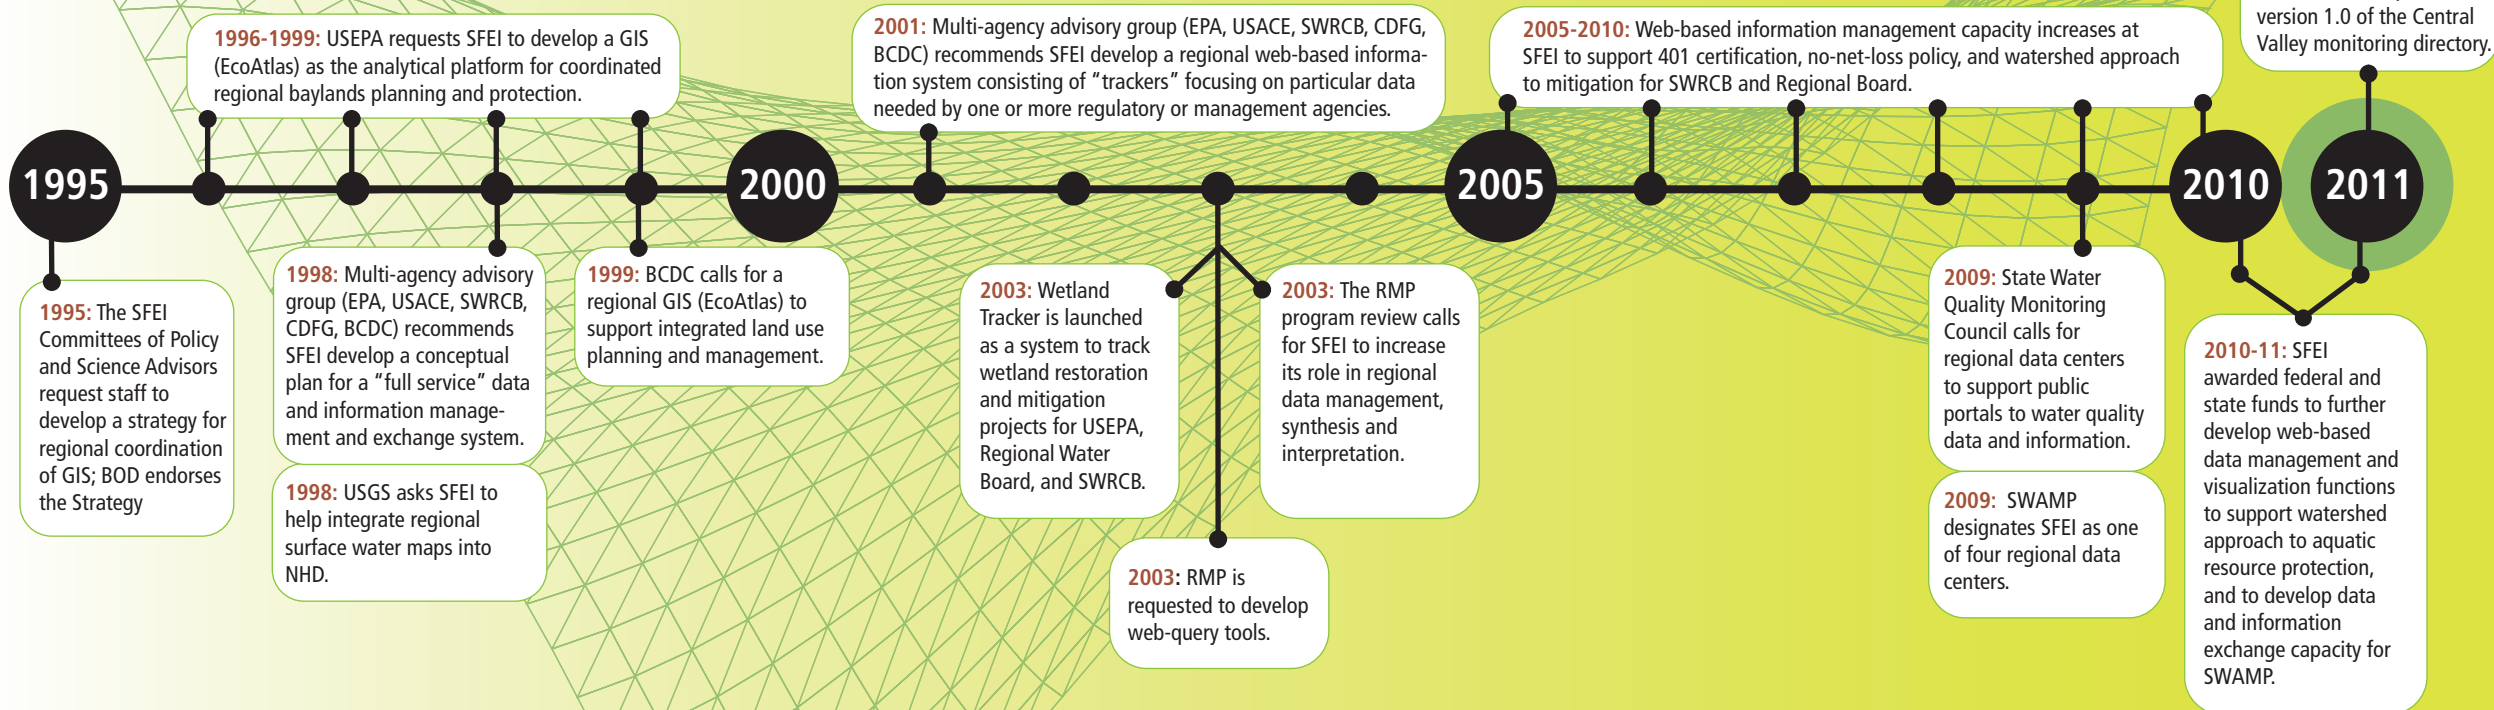 1996-1999: USEPA requests SFEI to develop a GIS
(EcoAtlas) as the analytical platform for coordinated
regional baylands planning and protection.
2001: Multi-agency advisory group (EPA, USACE, SWRCB, CDFG,
BCDC) recommends SFEI develop a regional web-based informa-
tion system consisting of “trackers” focusing on particular data
needed by one or more regulatory or management agencies.
2005-2010: Web-based information management capacity increases at
SFEI to support 401 certification, no-net-loss policy, and watershed approach
to mitigation for SWRCB and Regional Board.
version 1.0 of the Central
Valley monitoring directory.
1995
2000
2005
2010
2011
1995: The SFEI
Committees of Policy
and Science Advisors
request staff to
develop a strategy for
regional coordination
of GIS; BOD endorses
the Strategy
1998: Multi-agency advisory
group (EPA, USACE, SWRCB,
CDFG, BCDC) recommends
SFEI develop a conceptual
plan for a “full service” data
and information manage-
ment and exchange system.
1998: USGS asks SFEI to
help integrate regional
surface water maps into
NHD.
1999: BCDC calls for a
regional GIS (EcoAtlas) to
support integrated land use
planning and management.
2003: Wetland
Tracker is launched
as a system to track
wetland restoration
and mitigation
projects for USEPA,
Regional Water
Board, and SWRCB.
2003: The RMP
program review calls
for SFEI to increase
its role in regional
data management,
synthesis and
interpretation.
2003: RMP is
requested to develop
web-query tools.
2009: State Water
Quality Monitoring
Council calls for
regional data centers
to support public
portals to water quality
data and information.
2009: SWAMP
designates SFEI as one
of four regional data
centers.
2010-11: SFEI
awarded federal and
state funds to further
develop web-based
data management and
visualization functions
to support watershed
approach to aquatic
resource protection,
and to develop data
and information
exchange capacity for
SWAMP.